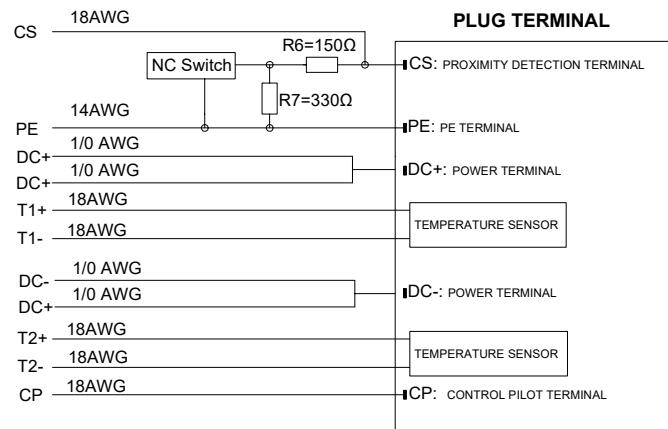 PLUG TERMINAL
CS 18AWG
R6=150Ω
NC Switch
CS: PROXIMITY DETECTION TERMINAL
R7=330Ω
PE 14AWG
PE: PE TERMINAL
DC+ 1/0 AWG
DC+ 1/0 AWG
DC+: POWER TERMINAL
T1+ 18AWG
TEMPERATURE SENSOR
T1- 18AWG
DC- 1/0 AWG
DC+ 1/0 AWG
DC-: POWER TERMINAL
T2+ 18AWG
TEMPERATURE SENSOR
T2- 18AWG
CP 18AWG
CP: CONTROL PILOT TERMINAL